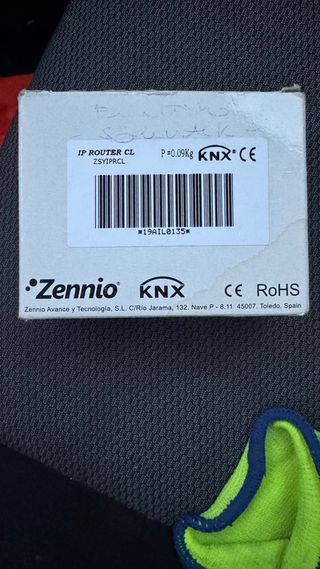 IP ROUTER CL P=0.09Kg KNX® CE
ZSYIPRCL
*19AIL0135*
Zennio® KNX CE RoHS
Zennio Avance y Tecnología, S.L. C/Río Jarama, 132. Nave P - 8.11 45007. Toledo, Spain